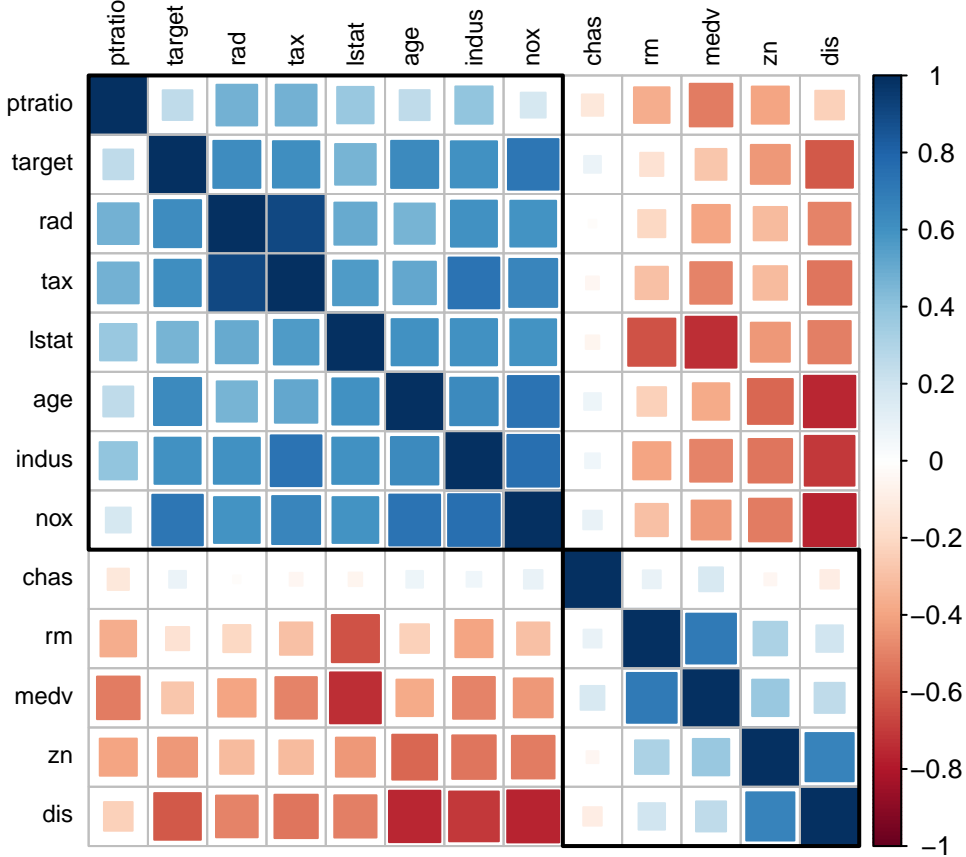 ptratio target rad tax lstat age indus nox chas rm medv zn dis
ptratio
target
rad
tax
lstat
age
indus
nox
chas
rm
medv
zn
dis
1
0.8
0.6
0.4
0.2
0
−0.2
−0.4
−0.6
−0.8
−1